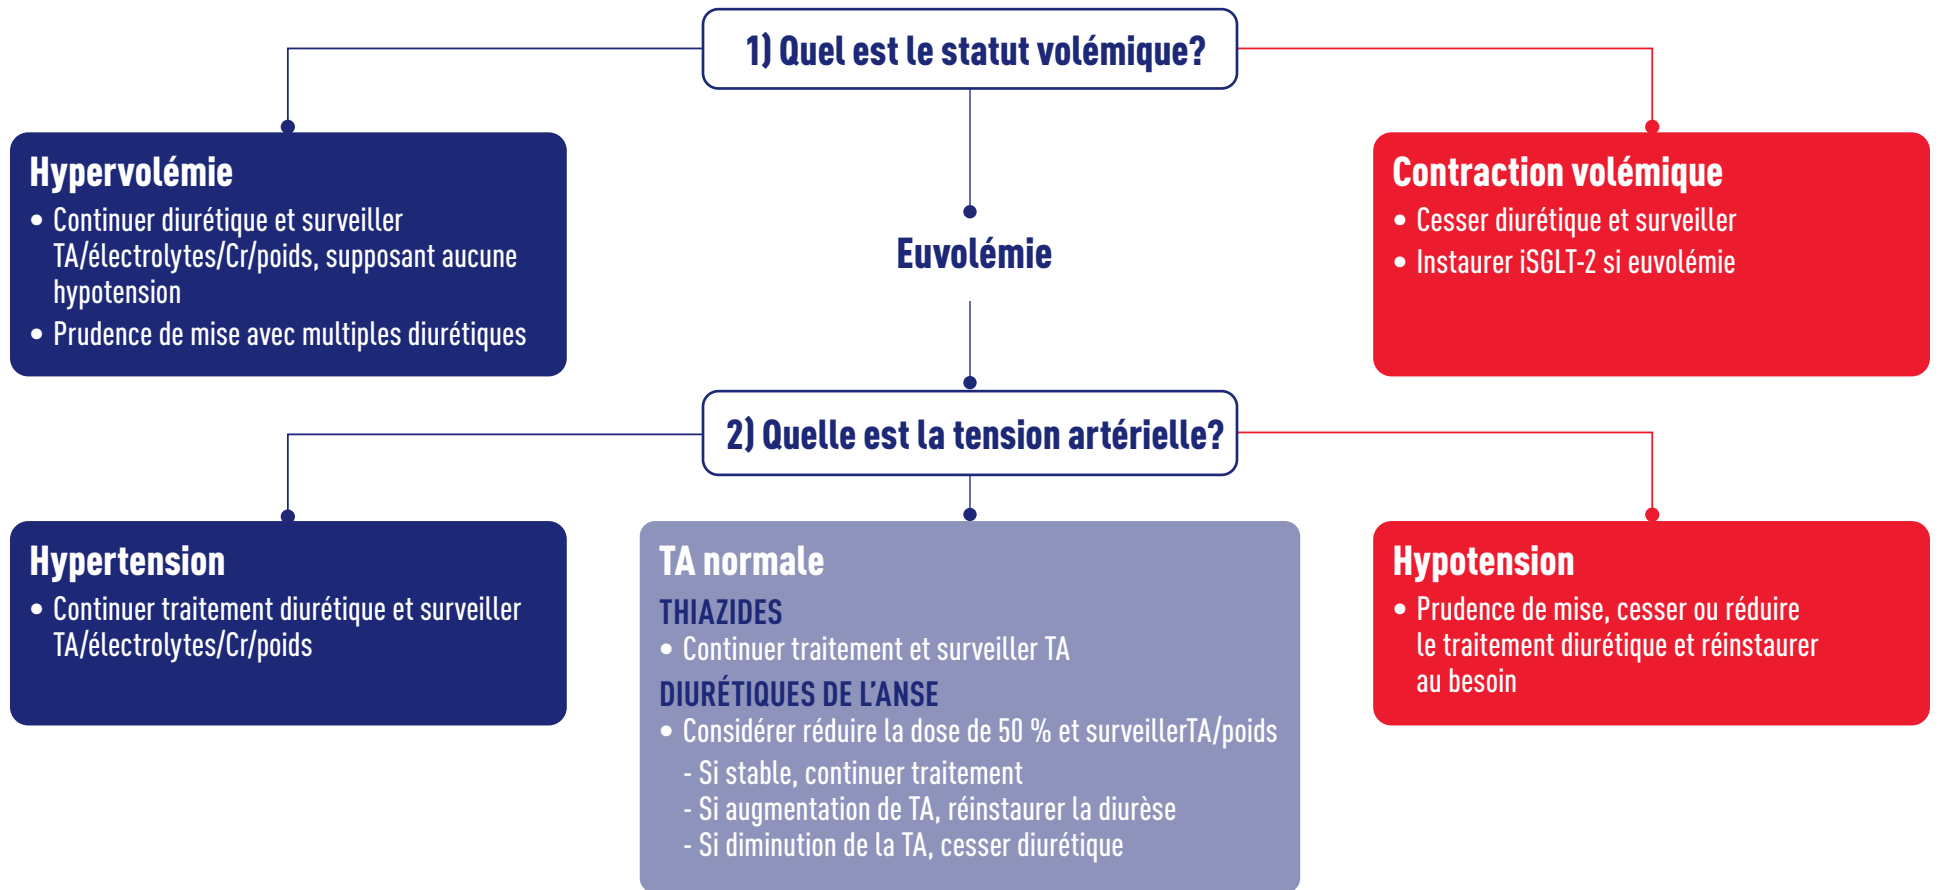 1) Quel est le statut volémique?
Hypervolémie
• Continuer diurétique et surveiller
TA/électrolytes/Cr/poids, supposant aucune
hypotension
• Prudence de mise avec multiples diurétiques
Euvolémie
Contraction volémique
• Cesser diurétique et surveiller
• Instaurer iSGLT-2 si euvolémie
2) Quelle est la tension artérielle?
Hypertension
• Continuer traitement diurétique et surveiller
TA/électrolytes/Cr/poids
TA normale
THIAZIDES
• Continuer traitement et surveiller TA
DIURÉTIQUES DE L’ANSE
• Considérer réduire la dose de 50 % et surveillerTA/poids
- Si stable, continuer traitement
- Si augmentation de TA, réinstaurer la diurèse
- Si diminution de la TA, cesser diurétique
Hypotension
• Prudence de mise, cesser ou réduire
le traitement diurétique et réinstaurer
au besoin